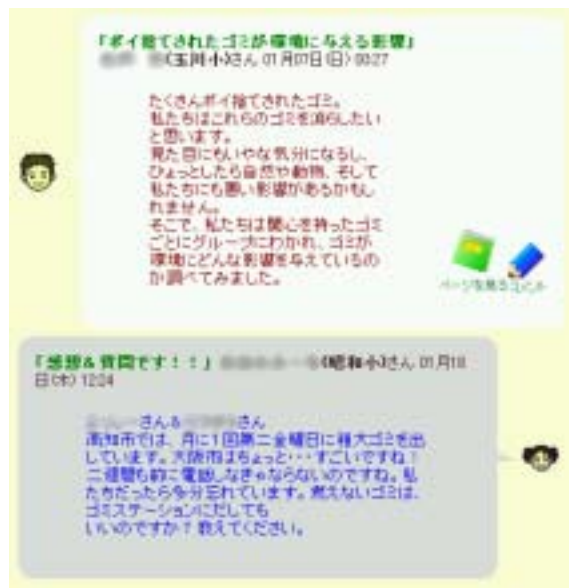 「ポイ捨てされたゴミが環境に与える影響」
(玉川小)さん 01月07日(日) 00:27
たくさんポイ捨てされたゴミ。
私たちはこれらのゴミを減らしたい
と思います。
見た目にもいやな気分になるし、
ひょっとしたら自然や動物、そして
私たちにも悪い影響があるかもし
れません。
そこで、私たちは関心を持ったゴミ
ごとにグループにわかれ、ゴミが
環境にどんな影響を与えているの
か調べてみました。
ページを見る コメント
「感想&質問です!!」 (昭和小)さん 01月18
日(木) 12:24
さん& さん
高知市では、月に1回第二金曜日に粗大ゴミを出
しています。大阪市はちょっと・・・すごいですね!
二週間も前に電話しなきゃならないのですね。私
たちだったら多分忘れています。燃えないゴミは、
ゴミステーションにだしても
いいのですか?教えてください。